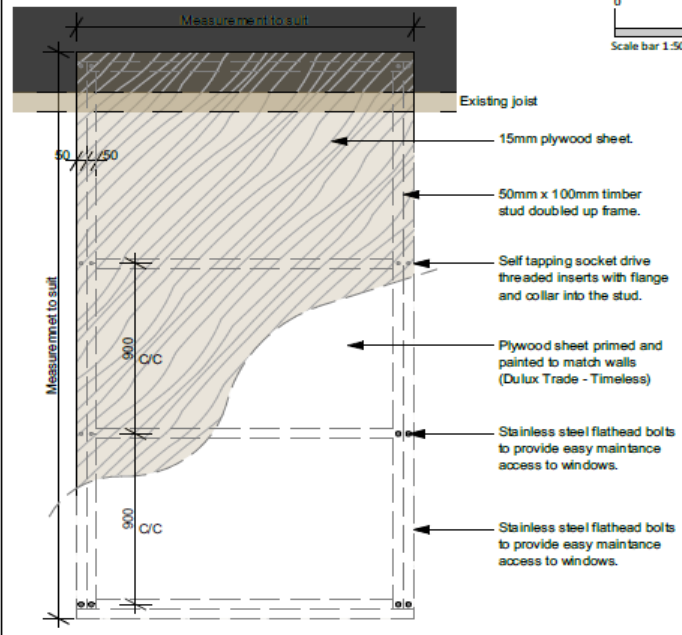 Measurement to suit
0
Scale bar 1:50
Existing joist
15mm plywood sheet.
50 50
50mm x 100mm timber
stud doubled up frame.
Self tapping socket drive
threaded inserts with flange
and collar into the stud.
Measuremnet to suit
900
C/C
Plywood sheet primed and
painted to match walls
(Dulux Trade - Timeless)
Stainless steel flathead bolts
to provide easy maintance
access to windows.
900
C/C
Stainless steel flathead bolts
to provide easy maintance
access to windows.